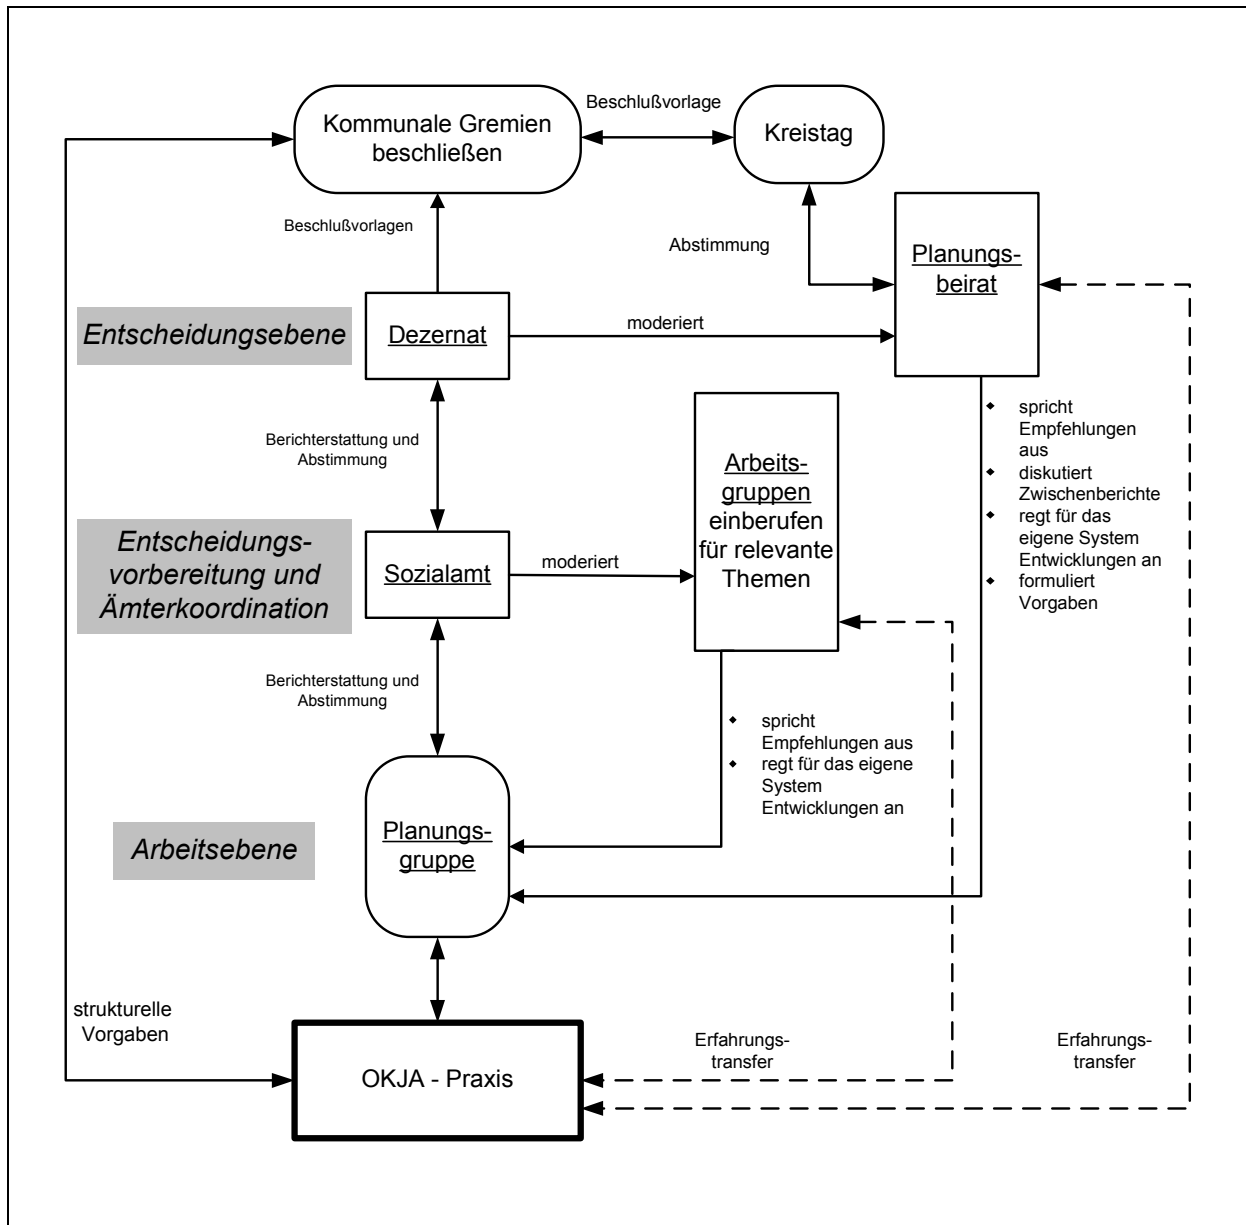 Beschlußvorlage
Kommunale Gremien
beschließen
Kreistag
Beschlußvorlagen
Abstimmung
Planungs-
beirat
Entscheidungsebene
Dezernat
moderiert
Berichterstattung und
Abstimmung
spricht
Empfehlungen
aus
diskutiert
Zwischenberichte
regt für das
eigene System
Entwicklungen an
formuliert
Vorgaben
Arbeits-
gruppen
einberufen
für relevante
Themen
Entscheidungs-
vorbereitung und
Ämterkoordination
Sozialamt
moderiert
Berichterstattung und
Abstimmung
spricht
Empfehlungen aus
regt für das eigene
System
Entwicklungen an
Arbeitsebene
Planungs-
gruppe
strukturelle
Vorgaben
OKJA - Praxis
Erfahrungs-
transfer
Erfahrungs-
transfer